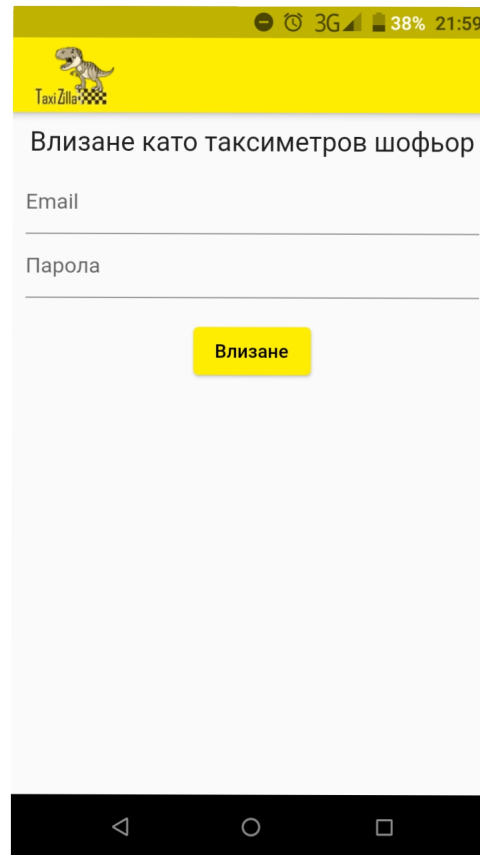 3G 38% 21:59
TaxiZilla
Влизане като таксиметров шофьор
Email
Парола
Влизане